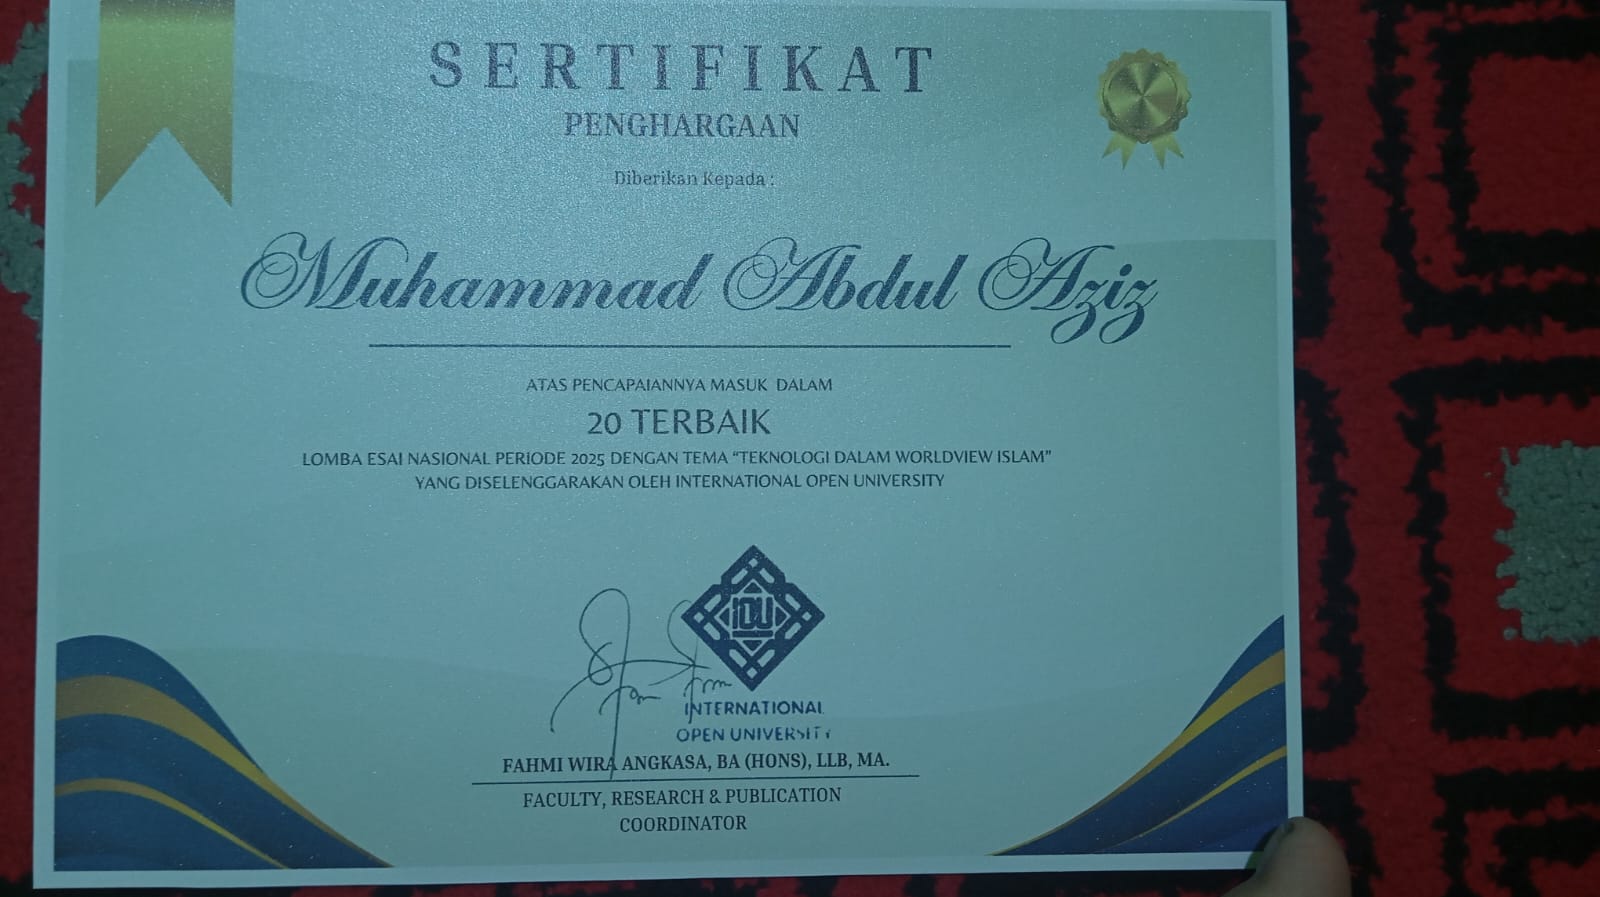 SERTIFIKAT
PENGHARGAAN
Diberikan Kepada :
Muhammad Abdul Aziz
ATAS PENCAPAIANNYA MASUK DALAM
20 TERBAIK
LOMBA ESAI NASIONAL PERIODE 2025 DENGAN TEMA “TEKNOLOGI DALAM WORLDVIEW ISLAM”
YANG DISELENGGARAKAN OLEH INTERNATIONAL OPEN UNIVERSITY
IOU
INTERNATIONAL
OPEN UNIVERSITY
FAHMI WIRA ANGKASA, BA (HONS), LLB, MA.
FACULTY, RESEARCH & PUBLICATION
COORDINATOR